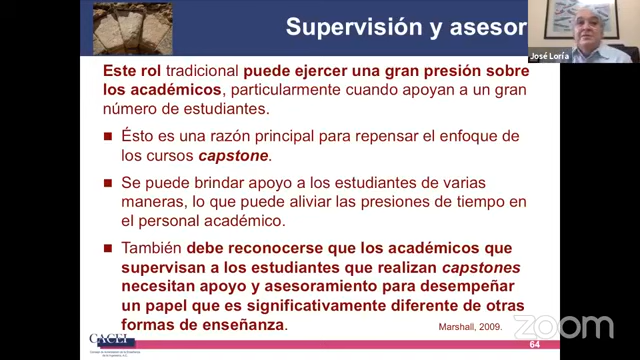 Supervisión y asesor
José Loría
Este rol tradicional puede ejercer una gran presión sobre
los académicos, particularmente cuando apoyan a un gran
número de estudiantes.
Ésto es una razón principal para repensar el enfoque de
los cursos capstone.
Se puede brindar apoyo a los estudiantes de varias
maneras, lo que puede aliviar las presiones de tiempo en
el personal académico.
También debe reconocerse que los académicos que
supervisan a los estudiantes que realizan capstones
necesitan apoyo y asesoramiento para desempeñar
un papel que es significativamente diferente de otras
formas de enseñanza. Marshall, 2009.
zoom
CACEI
64